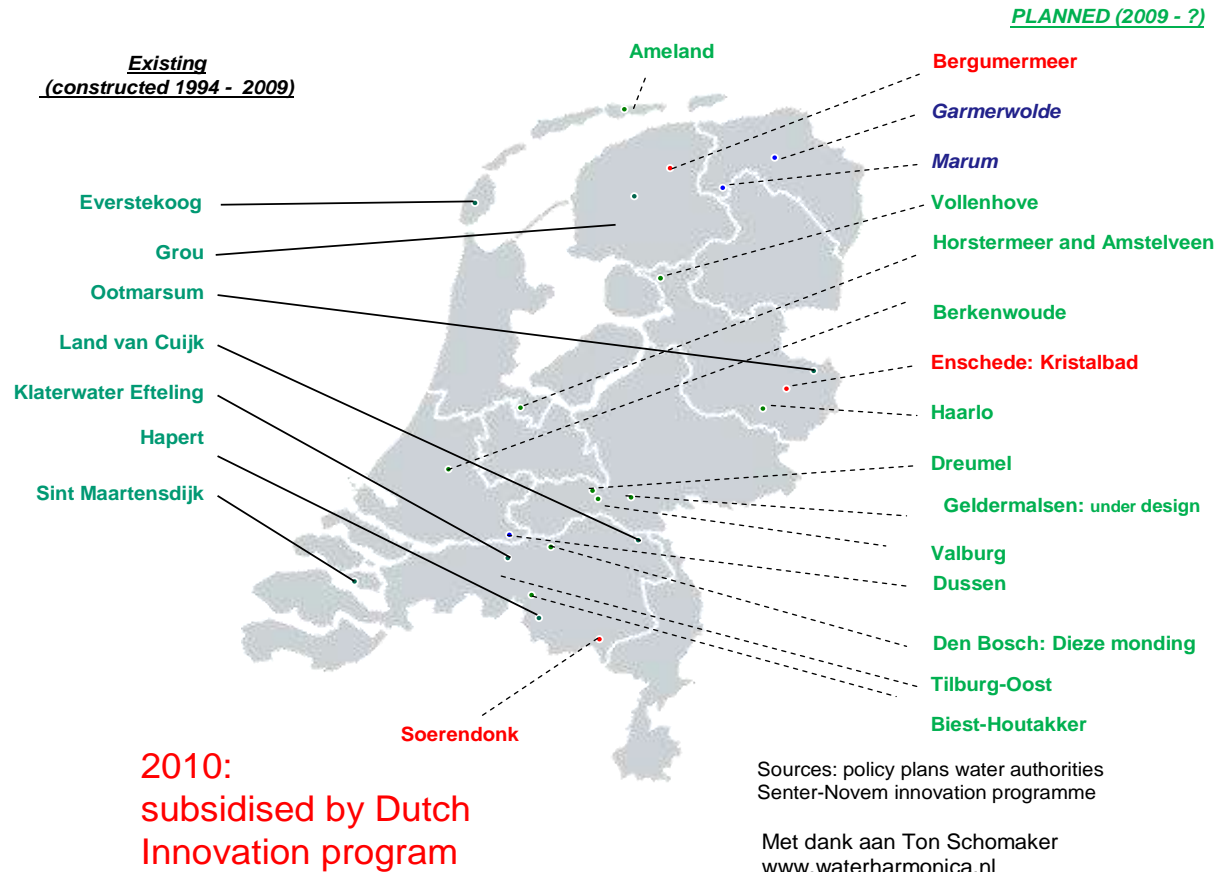 PLANNED (2009 - ?)
Existing
(constructed 1994 - 2009)
Ameland
Bergumermeer
Garmerwolde
Marum
Everstekoog
Vollenhove
Grou
Horstermeer and Amstelveen
Ootmarsum
Berkenwoude
Land van Cuijk
Enschede: Kristalbad
Klaterwater Efteling
Haarlo
Hapert
Dreumel
Sint Maartensdijk
Geldermalsen: under design
Valburg
Dussen
Den Bosch: Dieze monding
Tilburg-Oost
Biest-Houtakker
Soerendonk
2010:
subsidised by Dutch
Innovation program
Sources: policy plans water authorities
Senter-Novem innovation programme
Met dank aan Ton Schomaker
www.waterharmonica.nl